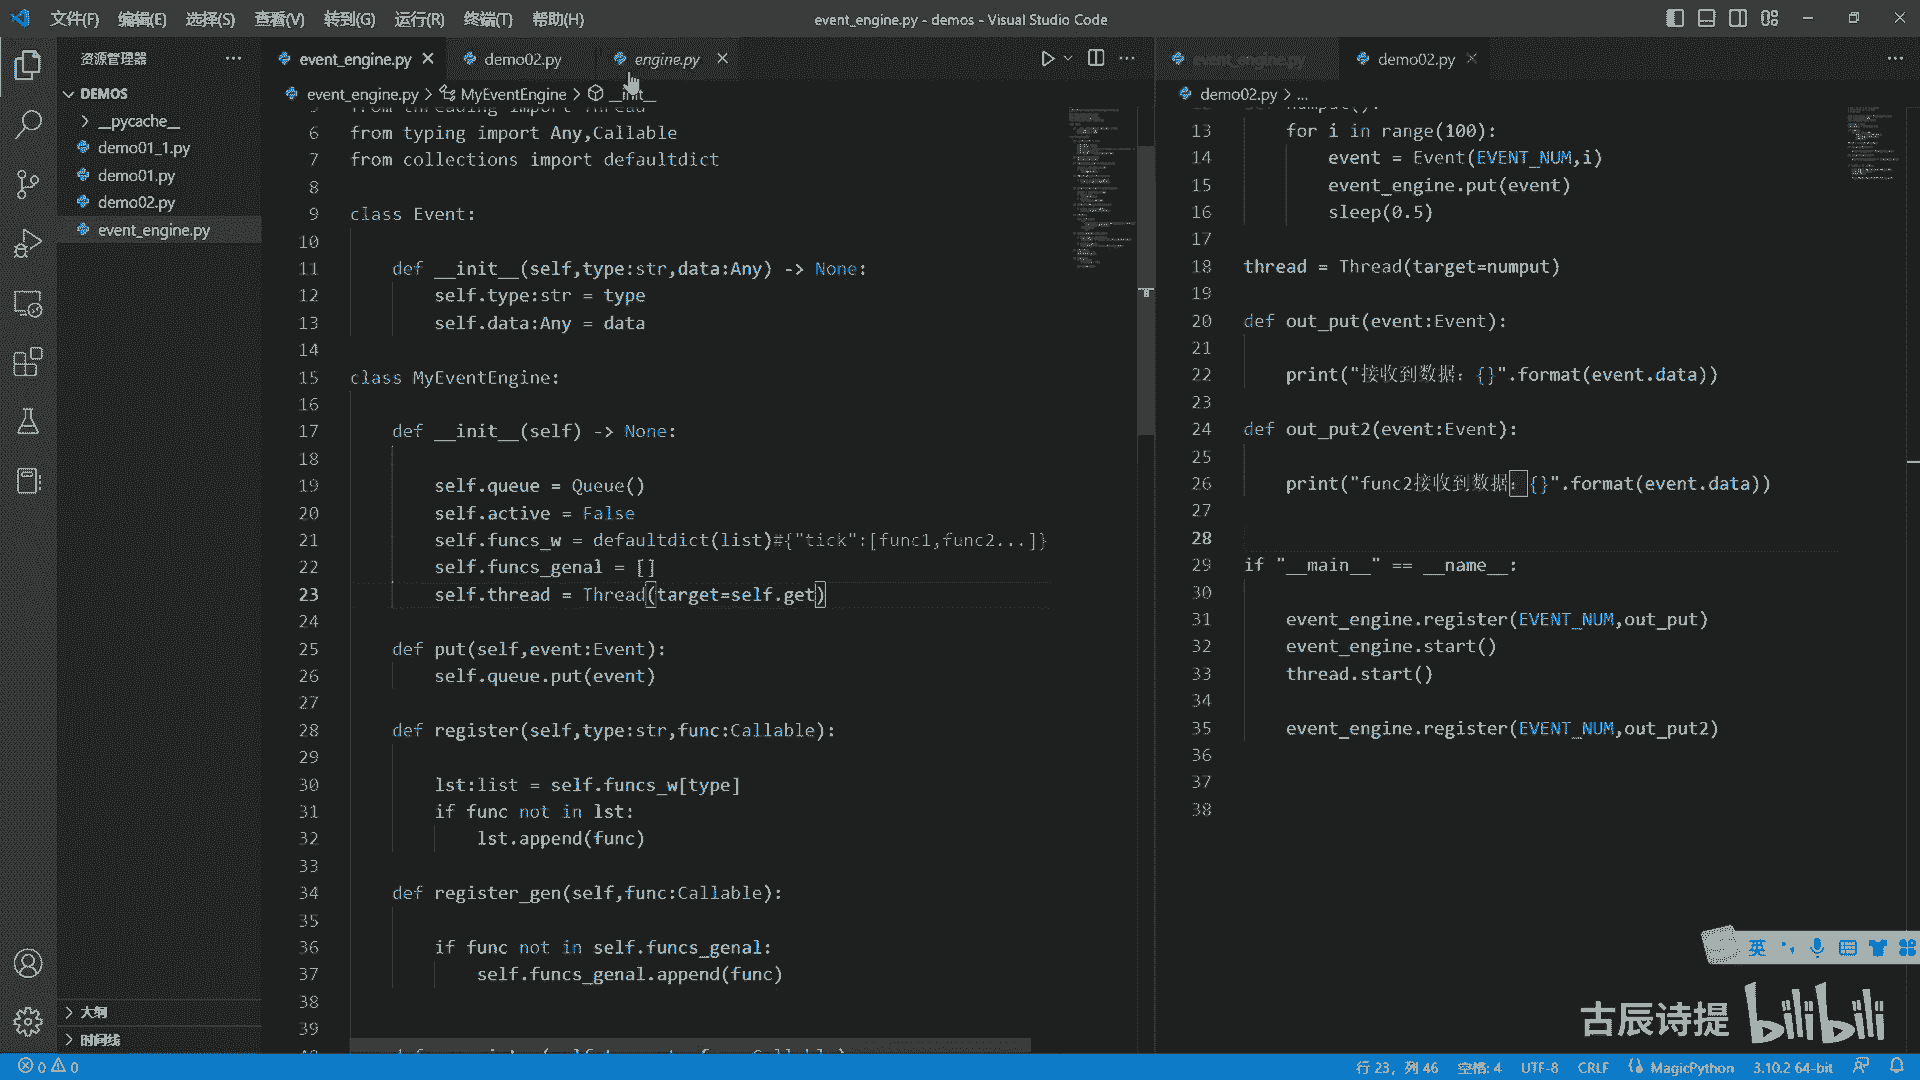 文件(F) 编辑(E) 选择(S) 查看(V) 转到(G) 运行(R) 终端(T) 帮助(H)
event_engine.py - demos - Visual Studio Code
资源管理器
DEMOS
__pycache__
demo01_1.py
demo01.py
demo02.py
event_engine.py
大纲
时间线
event_engine.py demo02.py engine.py
event_engine.py > MyEventEngine > __init__
5 from threading import Thread
6 from typing import Any,Callable
7 from collections import defaultdict
8
9 class Event:
10
11 def __init__(self,type:str,data:Any) -> None:
12 self.type:str = type
13 self.data:Any = data
14
15 class MyEventEngine:
16
17 def __init__(self) -> None:
18
19 self.queue = Queue()
20 self.active = False
21 self.funcs_w = defaultdict(list)#{"tick":[func1,func2...]}
22 self.funcs_genal = []
23 self.thread = Thread(target=self.get)
24
25 def put(self,event:Event):
26 self.queue.put(event)
27
28 def register(self,type:str,func:Callable):
29
30 lst:list = self.funcs_w[type]
31 if func not in lst:
32 lst.append(func)
33
34 def register_gen(self,func:Callable):
35
36 if func not in self.funcs_genal:
37 self.funcs_genal.append(func)
38
39
event_engine.py demo02.py
demo02.py > ...
13 for i in range(100):
14 event = Event(EVENT_NUM,i)
15 event_engine.put(event)
16 sleep(0.5)
17
18 thread = Thread(target=numput)
19
20 def out_put(event:Event):
21
22 print("接收到数据：{}".format(event.data))
23
24 def out_put2(event:Event):
25
26 print("func2接收到数据：{}".format(event.data))
27
28
29 if "__main__" == __name__:
30
31 event_engine.register(EVENT_NUM,out_put)
32 event_engine.start()
33 thread.start()
34
35 event_engine.register(EVENT_NUM,out_put2)
36
37
38
英
古辰诗提 bilibili
0 0
行 23，列 46 空格: 4 UTF-8 CRLF MagicPython 3.10.2 64-bit